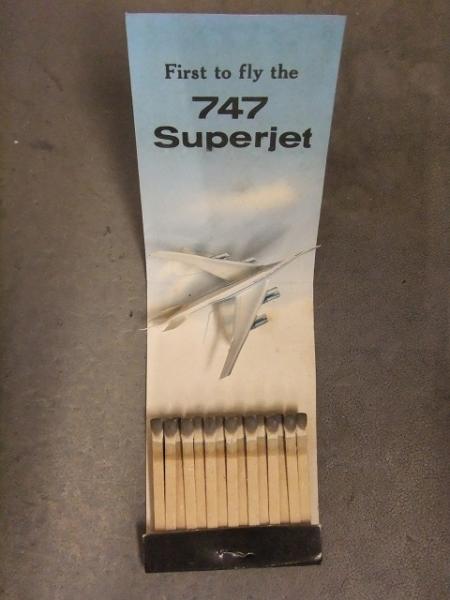 First to fly the
747
Superjet